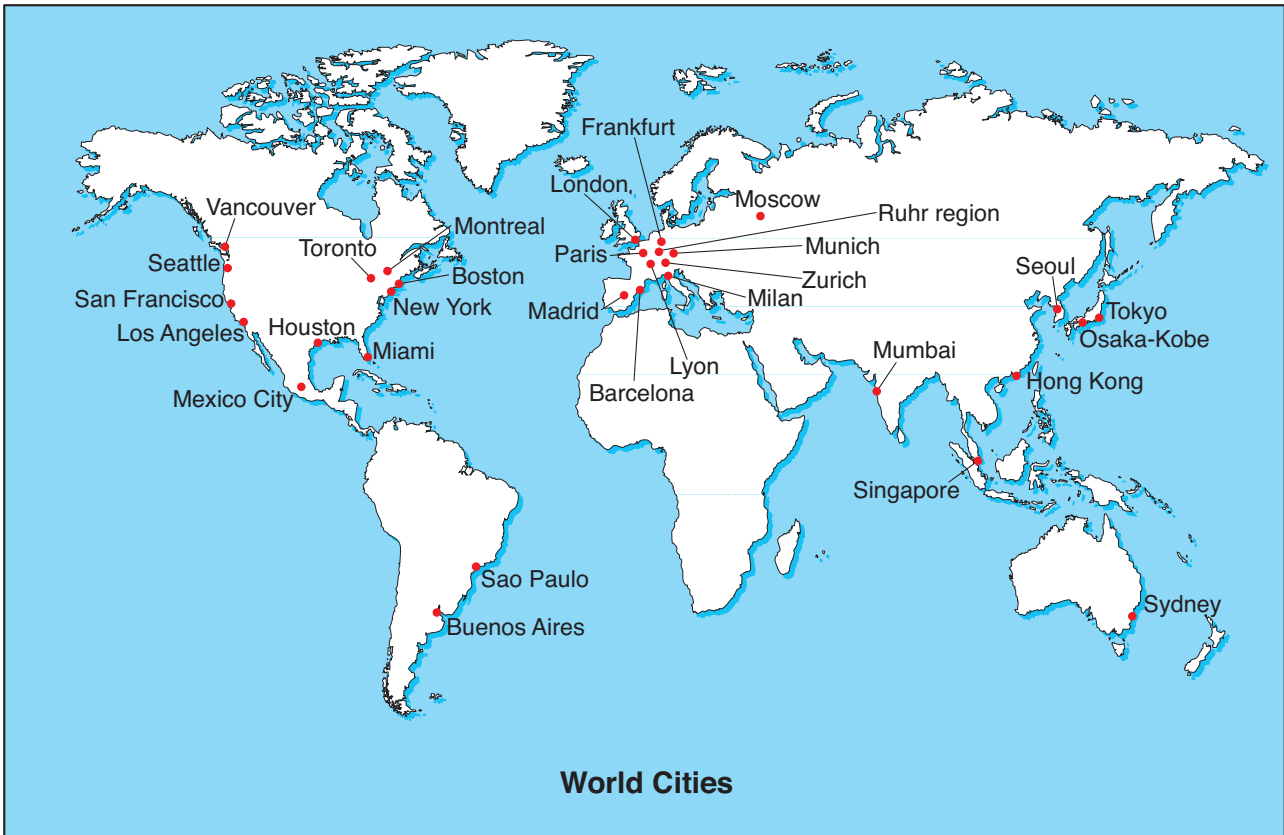 Frankfurt
London
Moscow
Vancouver
Ruhr region
Montreal
Toronto
Paris
Munich
Seattle
Boston
Zurich
Seoul
San Francisco
New York
Milan
Madrid
Tokyo
Los Angeles
Houston
Osaka-Kobe
Miami
Mumbai
Lyon
Hong Kong
Barcelona
Mexico City
Singapore
Sao Paulo
Sydney
Buenos Aires
World Cities